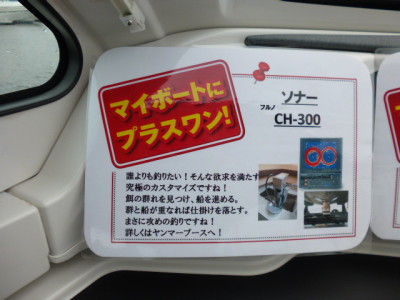 マイボートに
プラスワン!
ソナー
フルノ
CH-300
誰よりも釣りたい！そんな欲求を満たす
究極のカスタマイズですね！
餌の群れを見つけ、船を進める。
群と船が重なれば仕掛けを落とす。
まさに攻めの釣りですね！
詳しくはヤンマーブースへ！